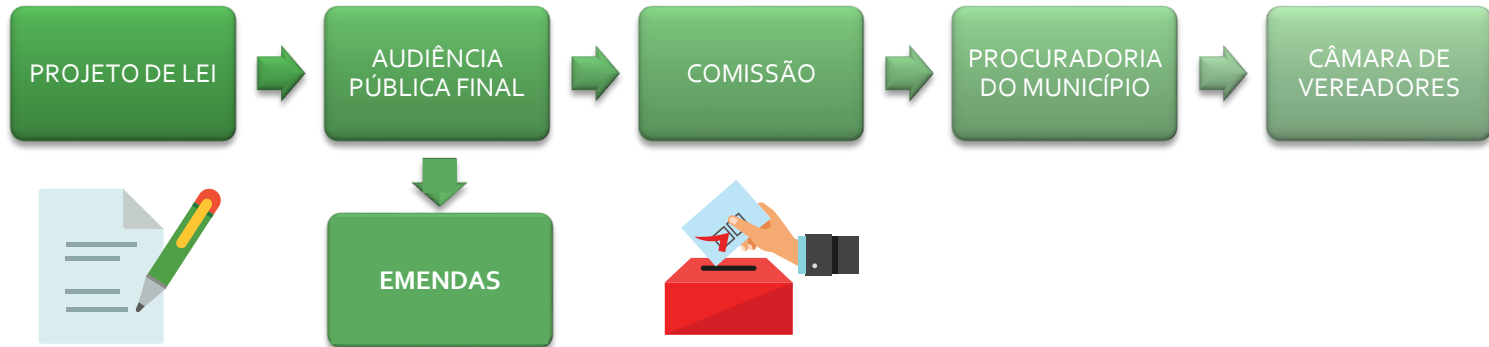 PROJETO DE LEI
AUDIÊNCIA
PÚBLICA FINAL
COMISSÃO
PROCURADORIA
DO MUNICÍPIO
CÂMARA DE
VEREADORES
EMENDAS